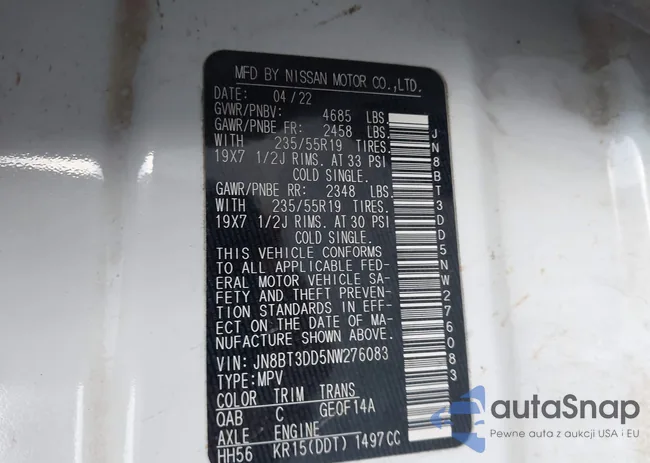 MFD BY NISSAN MOTOR CO.,LTD.
DATE: 04/22
GVWR/PNBV: 4685 LBS.
GAWR/PNBE FR: 2458 LBS.
WITH 235/55R19 TIRES.
19X7 1/2J RIMS. AT 33 PSI
COLD SINGLE.
GAWR/PNBE RR: 2348 LBS.
WITH 235/55R19 TIRES.
19X7 1/2J RIMS. AT 30 PSI
COLD SINGLE.
THIS VEHICLE CONFORMS
TO ALL APPLICABLE FED-
ERAL MOTOR VEHICLE SA-
FETY AND THEFT PREVEN-
TION STANDARDS IN EFF-
ECT ON THE DATE OF MA-
NUFACTURE SHOWN ABOVE.
VIN: JN8BT3DD5NW276083
TYPE:MPV
COLOR TRIM TRANS
QAB C GE0F14A
AXLE ENGINE
HH56 KR15(DDT) 1497CC
JN8BT3DD5NW276083
autaSnap
Pewne auta z aukcji USA i EU